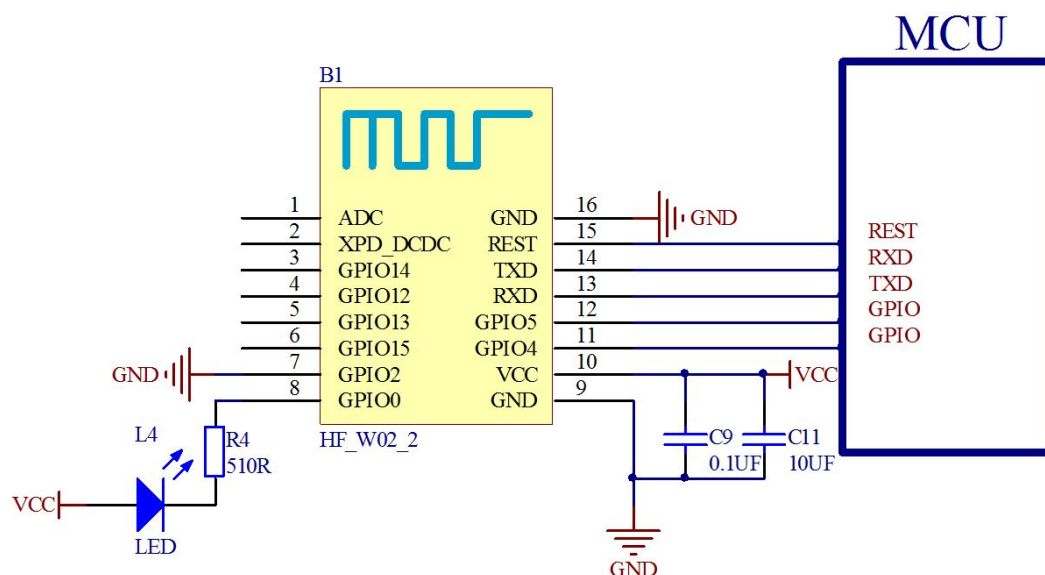 MCU
B1
1 ADC GND 16 GND
2 XPD_DCDC REST 15 REST
3 GPIO14 TXD 14 RXD
4 GPIO12 RXD 13 TXD
5 GPIO13 GPIO5 12 GPIO
6 GPIO15 GPIO4 11 GPIO
GND 7 GPIO2 VCC 10 VCC
8 GPIO0 GND 9
HF_W02_2
L4
R4
510R
VCC
LED
C9
0.1UF
C11
10UF
GND